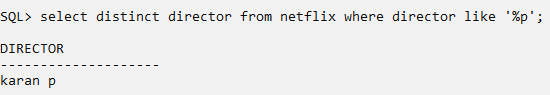 SQL> select distinct director from netflix where director like '%p';
DIRECTOR
--------------------
karan p